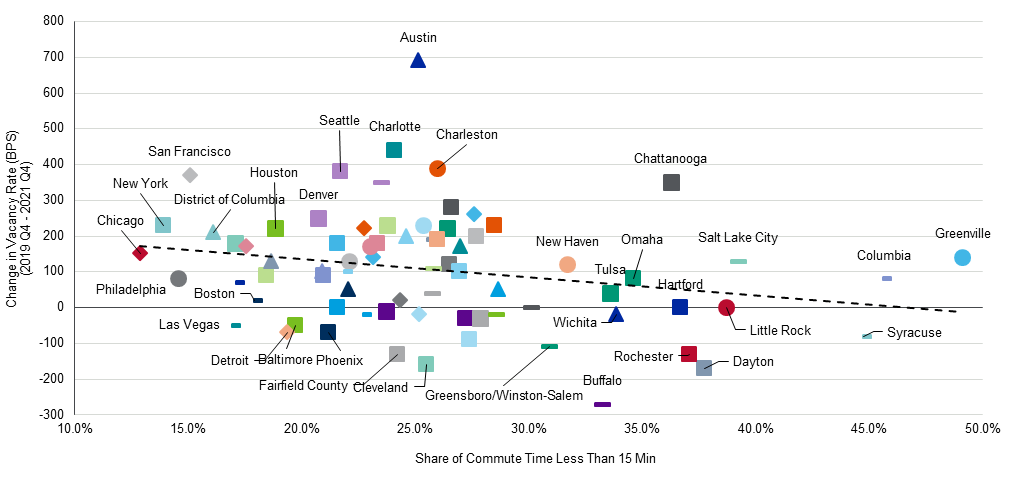 800
700
600
500
400
300
200
100
0
-100
-200
-300
Change in Vacancy Rate (BPS)
(2019 Q4 - 2021 Q4)
Austin
Seattle
Charlotte
Charleston
San Francisco
Chattanooga
Houston
New York
District of Columbia
Denver
Chicago
Greenville
Salt Lake City
Omaha
New Haven
Columbia
Tulsa
Hartford
Philadelphia
Boston
Las Vegas
Wichita
Little Rock
Syracuse
Detroit
Baltimore
Phoenix
Rochester
Dayton
Fairfield County
Cleveland
Buffalo
Greensboro/Winston-Salem
10.0%
15.0%
20.0%
25.0%
30.0%
35.0%
40.0%
45.0%
50.0%
Share of Commute Time Less Than 15 Min